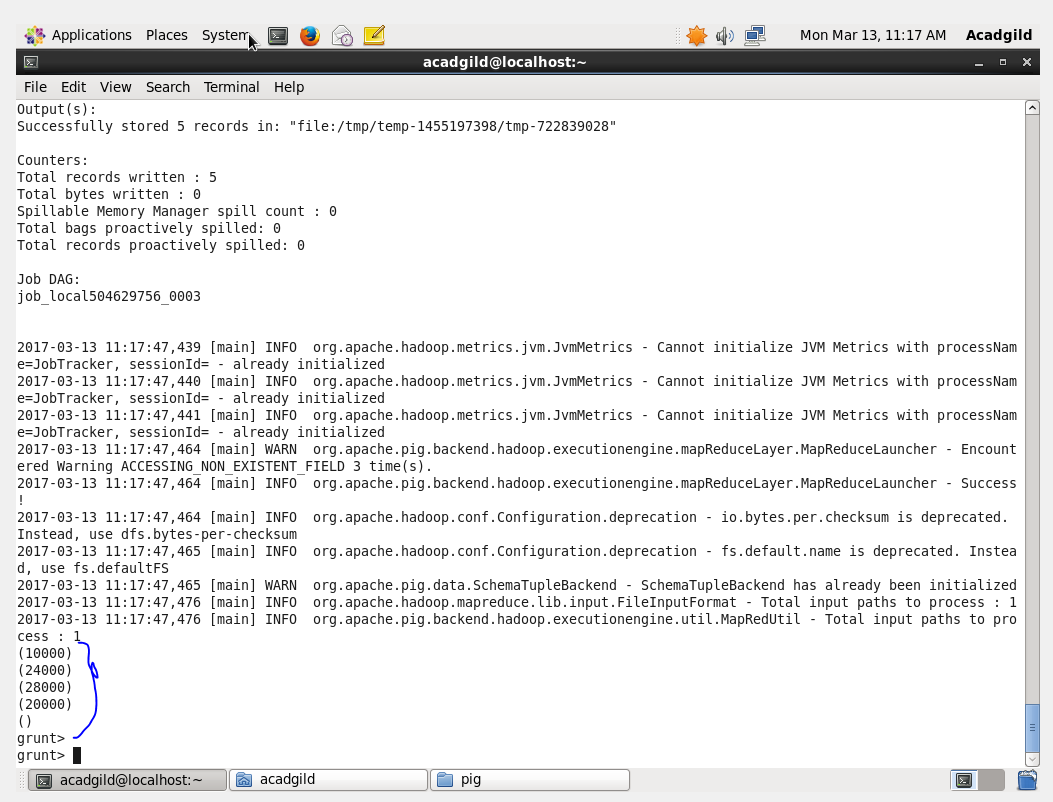 Applications Places System Mon Mar 13, 11:17 AM Acadgild
acadgild@localhost:~
File Edit View Search Terminal Help
Output(s):
Successfully stored 5 records in: "file:/tmp/temp-1455197398/tmp-722839028"
Counters:
Total records written : 5
Total bytes written : 0
Spillable Memory Manager spill count : 0
Total bags proactively spilled: 0
Total records proactively spilled: 0
Job DAG:
job_local504629756_0003
2017-03-13 11:17:47,439 [main] INFO  org.apache.hadoop.metrics.jvm.JvmMetrics - Cannot initialize JVM Metrics with processNam
e=JobTracker, sessionId= - already initialized
2017-03-13 11:17:47,440 [main] INFO  org.apache.hadoop.metrics.jvm.JvmMetrics - Cannot initialize JVM Metrics with processNam
e=JobTracker, sessionId= - already initialized
2017-03-13 11:17:47,441 [main] INFO  org.apache.hadoop.metrics.jvm.JvmMetrics - Cannot initialize JVM Metrics with processNam
e=JobTracker, sessionId= - already initialized
2017-03-13 11:17:47,464 [main] WARN  org.apache.pig.backend.hadoop.executionengine.mapReduceLayer.MapReduceLauncher - Encount
ered Warning ACCESSING_NON_EXISTENT_FIELD 3 time(s).
2017-03-13 11:17:47,464 [main] INFO  org.apache.pig.backend.hadoop.executionengine.mapReduceLayer.MapReduceLauncher - Success
!
2017-03-13 11:17:47,464 [main] INFO  org.apache.hadoop.conf.Configuration.deprecation - io.bytes.per.checksum is deprecated.
Instead, use dfs.bytes-per-checksum
2017-03-13 11:17:47,465 [main] INFO  org.apache.hadoop.conf.Configuration.deprecation - fs.default.name is deprecated. Instea
d, use fs.defaultFS
2017-03-13 11:17:47,465 [main] WARN  org.apache.pig.data.SchemaTupleBackend - SchemaTupleBackend has already been initialized
2017-03-13 11:17:47,476 [main] INFO  org.apache.hadoop.mapreduce.lib.input.FileInputFormat - Total input paths to process : 1
2017-03-13 11:17:47,476 [main] INFO  org.apache.pig.backend.hadoop.executionengine.util.MapRedUtil - Total input paths to pro
cess : 1
(10000)
(24000)
(28000)
(20000)
()
grunt>
grunt>
acadgild@localhost:~ acadgild pig